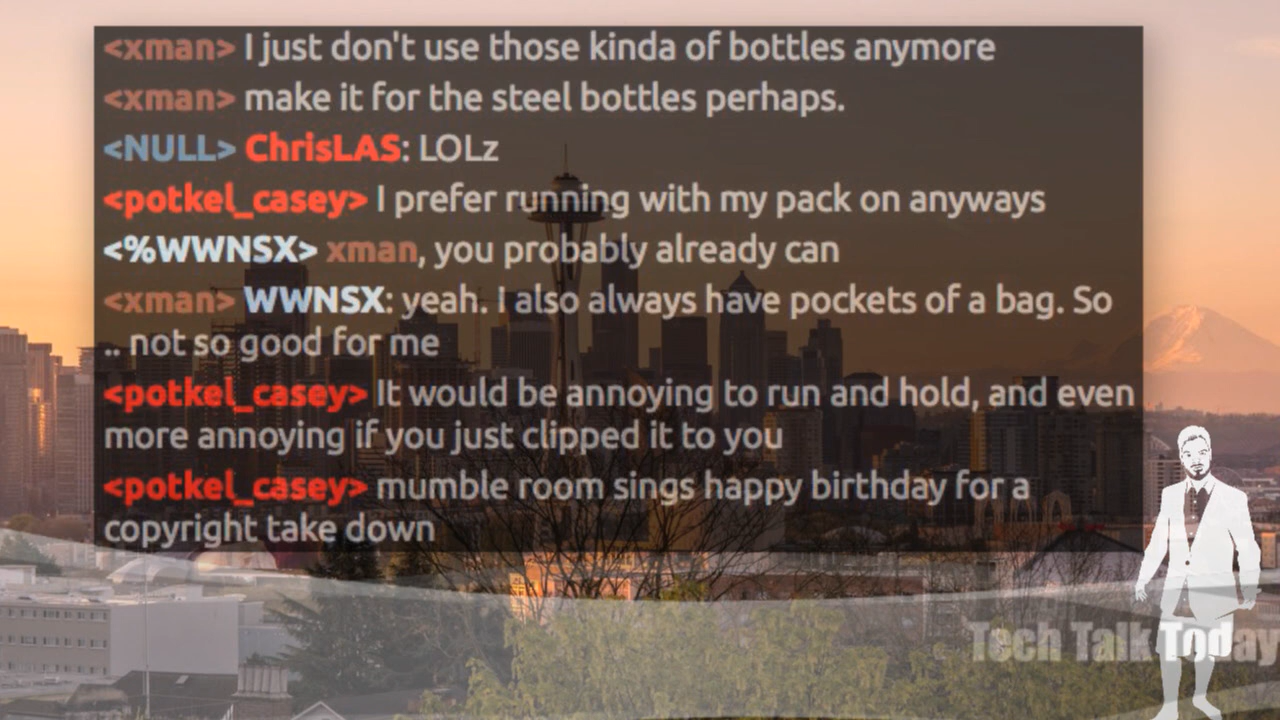 <xman> I just don't use those kinda of bottles anymore
<xman> make it for the steel bottles perhaps.
<NULL> ChrisLAS: LOLz
<potkel_casey> I prefer running with my pack on anyways
<%WWNSX> xman, you probably already can
<xman> WWNSX: yeah. I also always have pockets of a bag. So
.. not so good for me
<potkel_casey> It would be annoying to run and hold, and even
more annoying if you just clipped it to you
<potkel_casey> mumble room sings happy birthday for a
copyright take down
Tech Talk Today